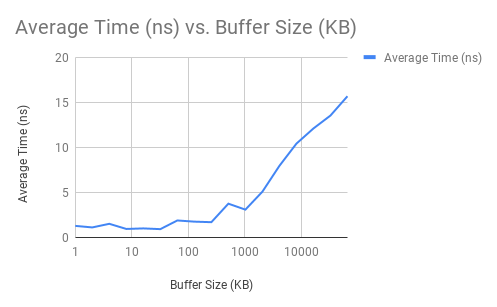 Average Time (ns) vs. Buffer Size (KB)
Average Time (ns)
20
15
10
5
0
Average Time (ns)
1
10
100
1000
10000
Buffer Size (KB)